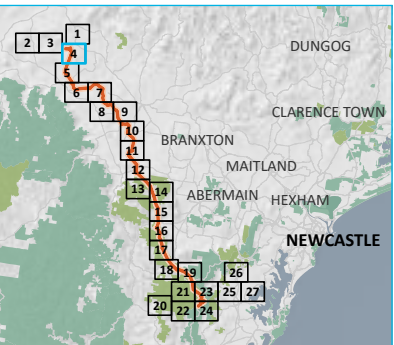 1
2 3
DUNGOG
4
5
6 7
8 9
CLARENCE TOWN
10
BRANXTON
11
MAITLAND
12
13 14
ABERMAIN
HEXHAM
15
16
NEWCASTLE
17
18 19
26
21 23 25 27
20
22 24